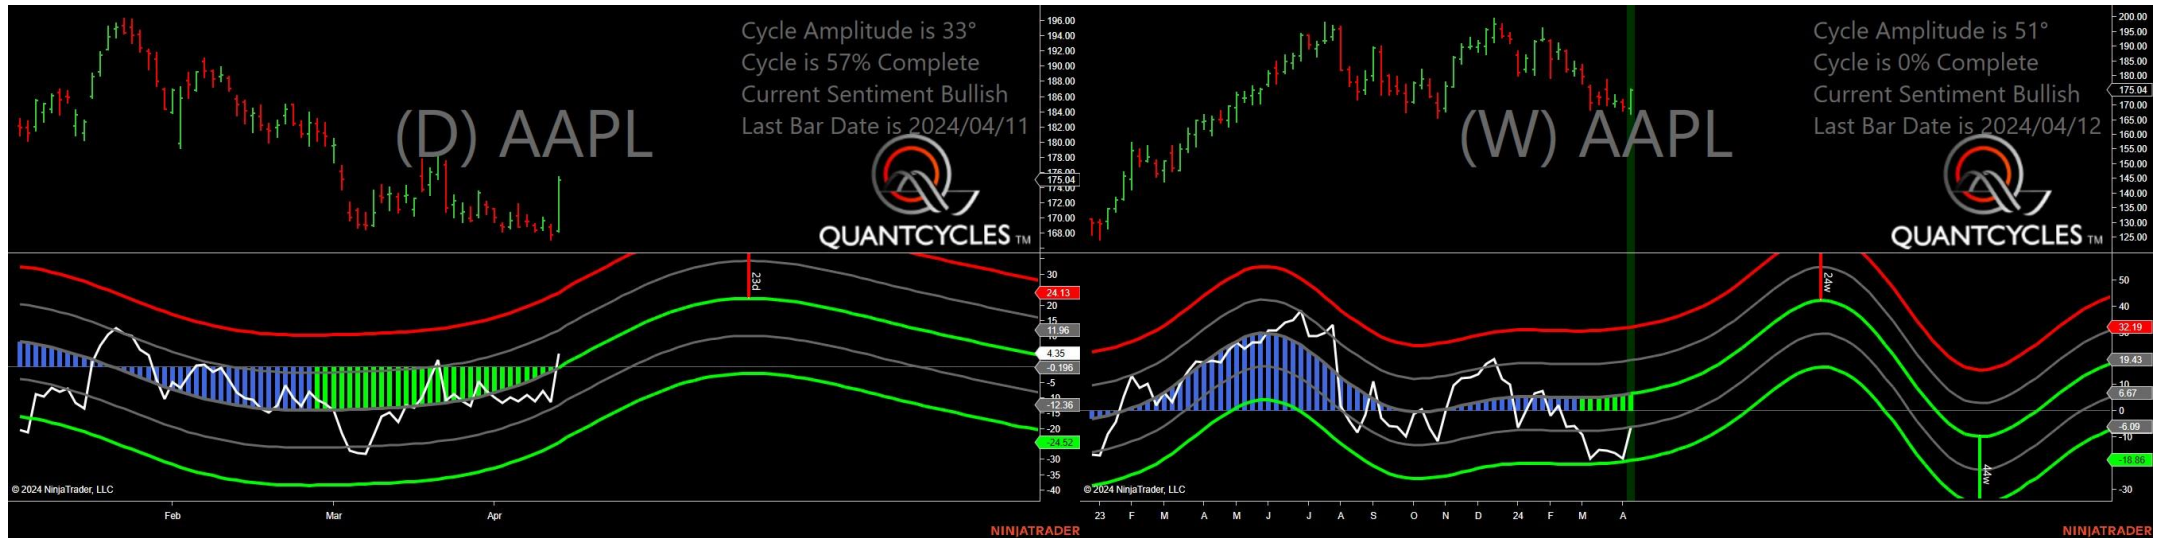 Cycle Amplitude is 33°
Cycle is 57% Complete
Current Sentiment Bullish
Last Bar Date is 2024/04/11
(D) AAPL
QUANTCYCLES TM
196.00
194.00
192.00
190.00
188.00
186.00
184.00
182.00
180.00
178.00
176.00
175.04
174.00
172.00
170.00
168.00
23d
30
24.13
20
15
11.96
10
4.35
-0.196
-5
-12.36
-15
-20
-24.52
-30
-35
-40
© 2024 NinjaTrader, LLC
Feb
Mar
Apr
NINJATRADER
Cycle Amplitude is 51°
Cycle is 0% Complete
Current Sentiment Bullish
Last Bar Date is 2024/04/12
(W) AAPL
QUANTCYCLES TM
200.00
195.00
190.00
185.00
180.00
175.04
170.00
165.00
160.00
155.00
150.00
145.00
140.00
135.00
130.00
125.00
24w
44w
50
40
32.19
30
19.43
10
6.67
0
-6.09
-10
-18.86
-30
© 2024 NinjaTrader, LLC
23 F M A M J J A S O N D 24 F M A
NINJATRADER